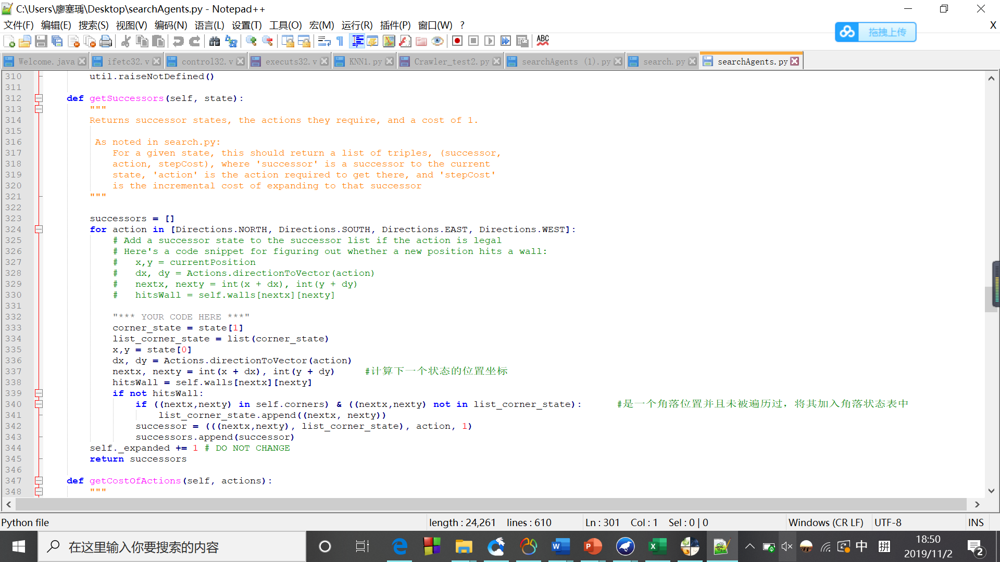 C:\Users\廖塞瑀\Desktop\searchAgents.py - Notepad++
文件(F) 编辑(E) 搜索(S) 视图(V) 编码(N) 语言(L) 设置(T) 工具(O) 宏(M) 运行(R) 插件(P) 窗口(W) ? X
拖拽上传
ABC
Welcome.java ifetc32.v control32.v executs32.v KNN1.py Crawler_test2.py searchAgents (1).py search.py searchAgents.py
310 util.raiseNotDefined()
311
312 def getSuccessors(self, state):
313 """
314 Returns successor states, the actions they require, and a cost of 1.
315
316 As noted in search.py:
317 For a given state, this should return a list of triples, (successor,
318 action, stepCost), where 'successor' is a successor to the current
319 state, 'action' is the action required to get there, and 'stepCost'
320 is the incremental cost of expanding to that successor
321 """
322
323 successors = []
324 for action in [Directions.NORTH, Directions.SOUTH, Directions.EAST, Directions.WEST]:
325 # Add a successor state to the successor list if the action is legal
326 # Here's a code snippet for figuring out whether a new position hits a wall:
327 # x,y = currentPosition
328 # dx, dy = Actions.directionToVector(action)
329 # nextx, nexty = int(x + dx), int(y + dy)
330 # hitsWall = self.walls[nextx][nexty]
331
332 "*** YOUR CODE HERE ***"
333 corner_state = state[1]
334 list_corner_state = list(corner_state)
335 x,y = state[0]
336 dx, dy = Actions.directionToVector(action)
337 nextx, nexty = int(x + dx), int(y + dy) #计算下一个状态的位置坐标
338 hitsWall = self.walls[nextx][nexty]
339 if not hitsWall:
340 if ((nextx,nexty) in self.corners) & ((nextx,nexty) not in list_corner_state): #是一个角落位置并且未被遍历过，将其加入角落状态表中
341 list_corner_state.append((nextx, nexty))
342 successor = (((nextx,nexty), list_corner_state), action, 1)
343 successors.append(successor)
344 self._expanded += 1 # DO NOT CHANGE
345 return successors
346
347 def getCostOfActions(self, actions):
348 """
Python file length : 24,261 lines : 610 Ln : 301 Col : 1 Sel : 0 | 0 Windows (CR LF) UTF-8 INS
在这里输入你要搜索的内容
中 拼
18:50
2019/11/2
2